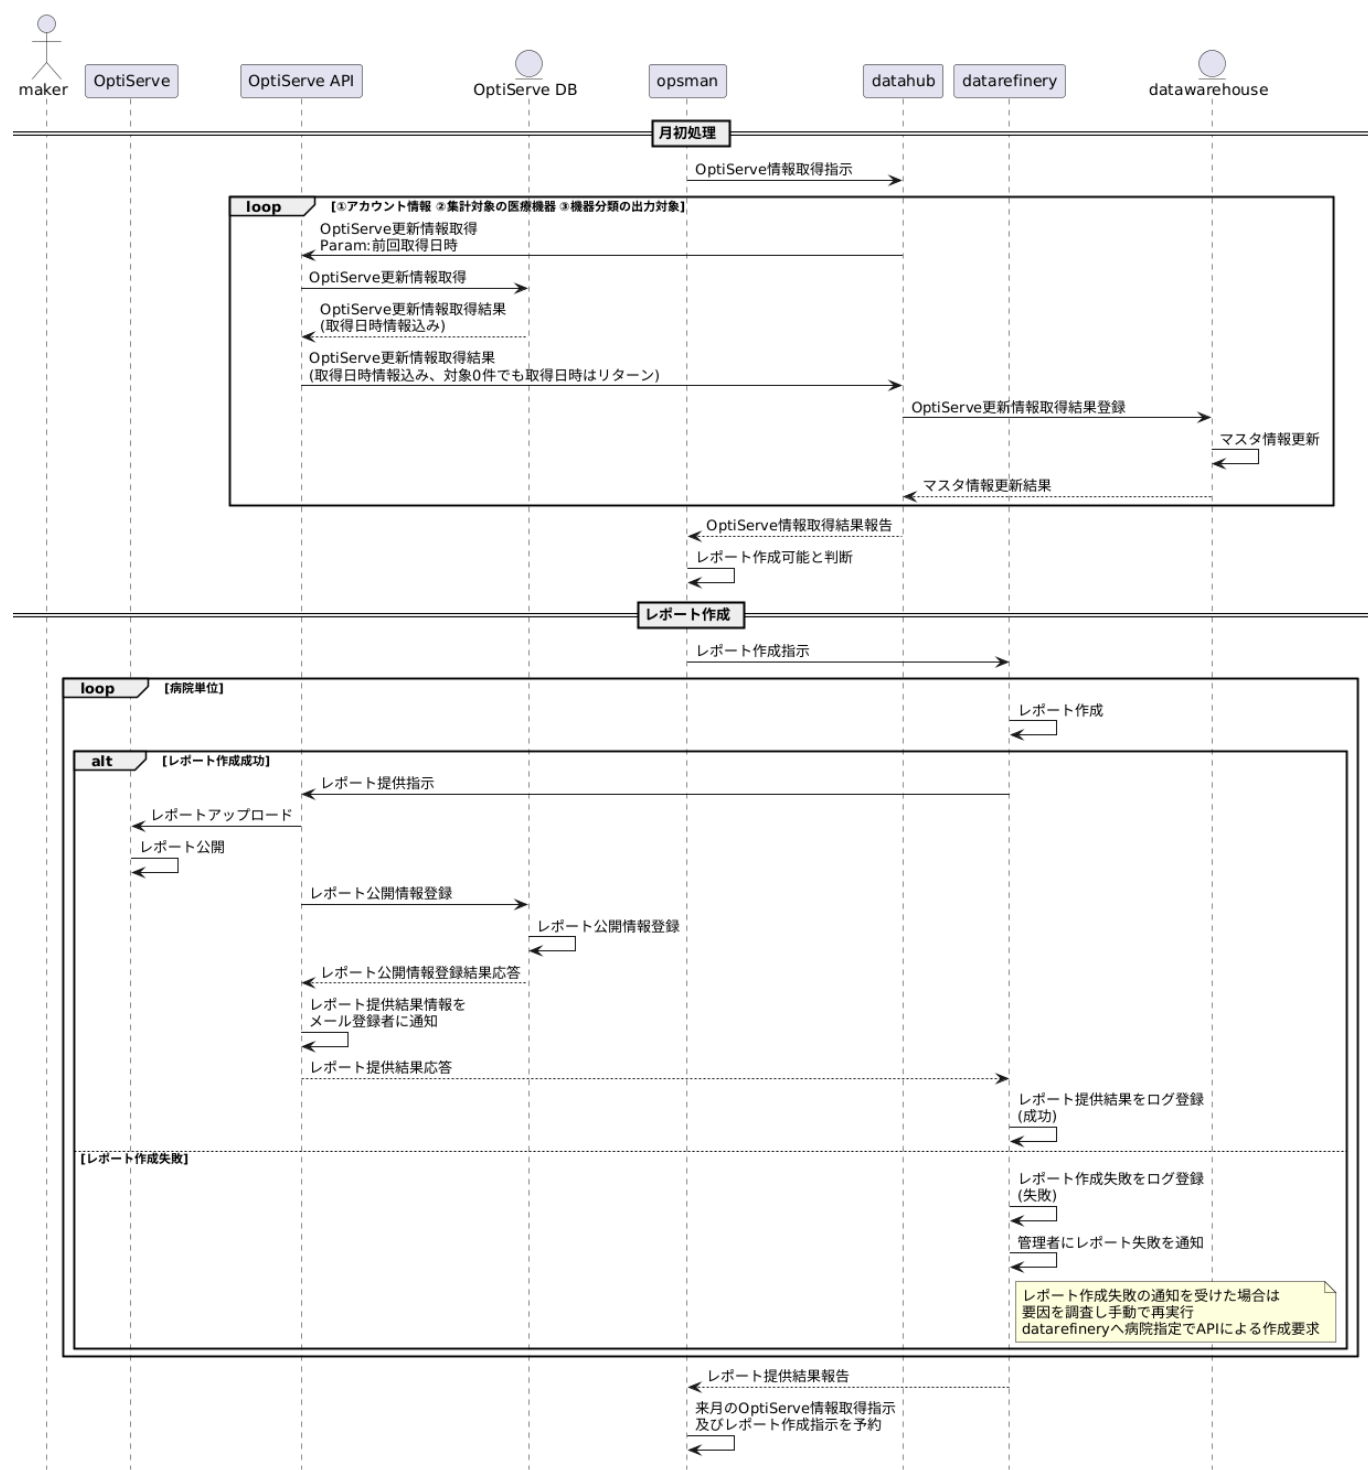 maker
OptiServe
OptiServe API
OptiServe DB
opsman
datahub
datarefinery
datawarehouse
月初処理
OptiServe情報取得指示
loop
[①アカウント情報 ②集計対象の医療機器 ③機器分類の出力対象]
OptiServe更新情報取得
Param:前回取得日時
OptiServe更新情報取得
OptiServe更新情報取得結果
(取得日時情報込み)
OptiServe更新情報取得結果
(取得日時情報込み、対象0件でも取得日時はリターン)
OptiServe更新情報取得結果登録
マスタ情報更新
マスタ情報更新結果
OptiServe情報取得結果報告
レポート作成可能と判断
レポート作成
レポート作成指示
loop
[病院単位]
レポート作成
alt
[レポート作成成功]
レポート提供指示
レポートアップロード
レポート公開
レポート公開情報登録
レポート公開情報登録
レポート公開情報登録結果応答
レポート提供結果情報を
メール登録者に通知
レポート提供結果応答
レポート提供結果をログ登録
(成功)
[レポート作成失敗]
レポート作成失敗をログ登録
(失敗)
管理者にレポート失敗を通知
レポート作成失敗の通知を受けた場合は
要因を調査し手動で再実行
datarefineryへ病院指定でAPIによる作成要求
レポート提供結果報告
来月のOptiServe情報取得指示
及びレポート作成指示を予約